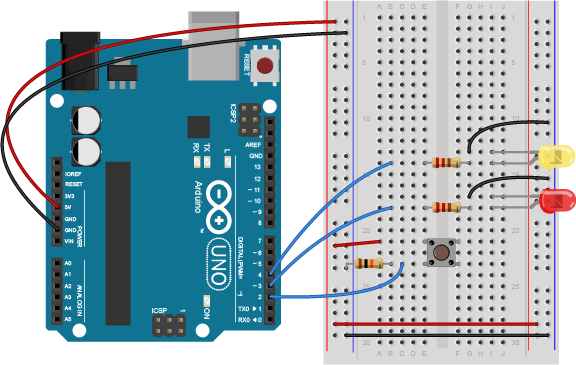 RESET
ICSP2
IOREF
RESET
3V3
5V
GND
GND
VIN
POWER
A0
A1
A2
A3
A4
A5
ANALOG IN
RX
TX
L
AREF
GND
13
12
~ 11
~ 10
~ 9
8
Arduino
™
UNO
DIGITAL (PWM= ~)
7
~ 6
~ 5
4
~ 3
2
TX0 ► 1
RX0 ◄ 0
ICSP
1
ON
A B C D E F G H I J
1
5
10
15
20
25
30
A B C D E F G H I J